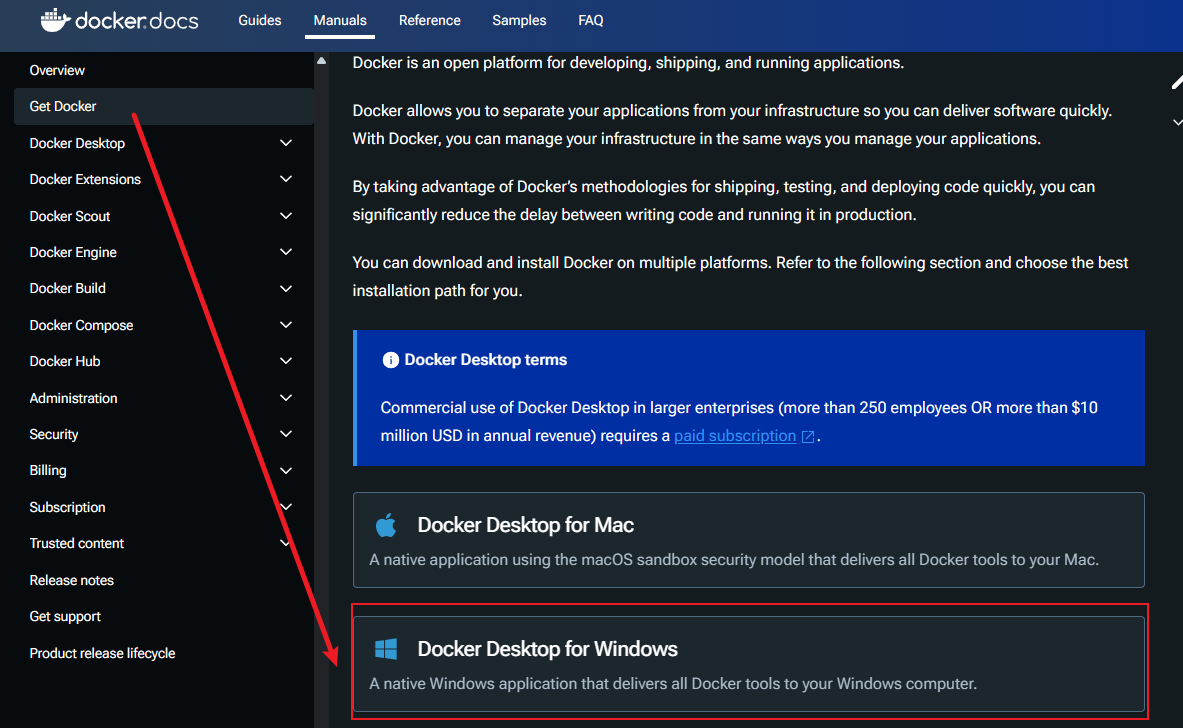 docker.docs
Guides
Manuals
Reference
Samples
FAQ
Overview
Get Docker
Docker Desktop
Docker Extensions
Docker Scout
Docker Engine
Docker Build
Docker Compose
Docker Hub
Administration
Security
Billing
Subscription
Trusted content
Release notes
Get support
Product release lifecycle
Docker is an open platform for developing, shipping, and running applications.
Docker allows you to separate your applications from your infrastructure so you can deliver software quickly.
With Docker, you can manage your infrastructure in the same ways you manage your applications.
By taking advantage of Docker’s methodologies for shipping, testing, and deploying code quickly, you can
significantly reduce the delay between writing code and running it in production.
You can download and install Docker on multiple platforms. Refer to the following section and choose the best
installation path for you.
Docker Desktop terms
Commercial use of Docker Desktop in larger enterprises (more than 250 employees OR more than $10
million USD in annual revenue) requires a paid subscription .
Docker Desktop for Mac
A native application using the macOS sandbox security model that delivers all Docker tools to your Mac.
Docker Desktop for Windows
A native Windows application that delivers all Docker tools to your Windows computer.